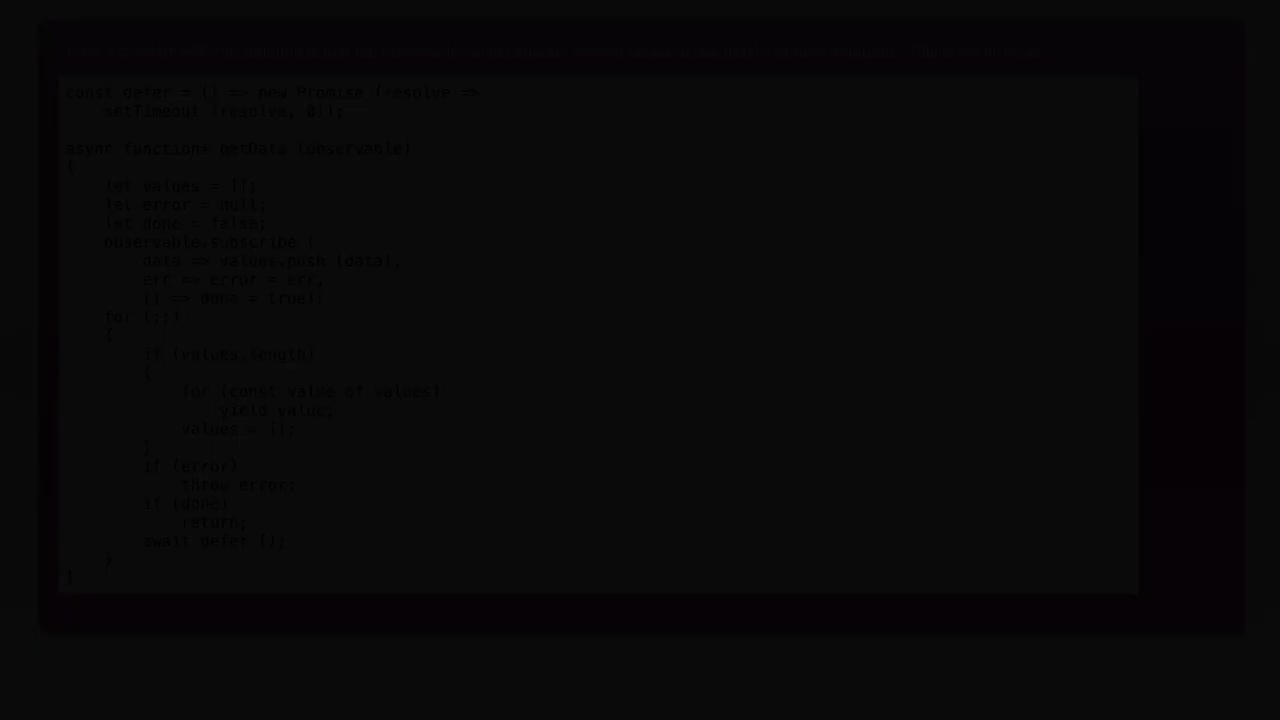 const defer = () => new Promise (resolve =>
    setTimeout (resolve, 0));
async function* getData (observable)
{
    let values = [];
    let error = null;
    let done = false;
    observable.subscribe (
        data => values.push (data),
        err => error = err,
        () => done = true);
    for (;;)
    {
        if (values.length)
        {
            for (const value of values)
                yield value;
            values = [];
        }
        if (error)
            throw error;
        if (done)
            return;
        await defer ();
    }
}